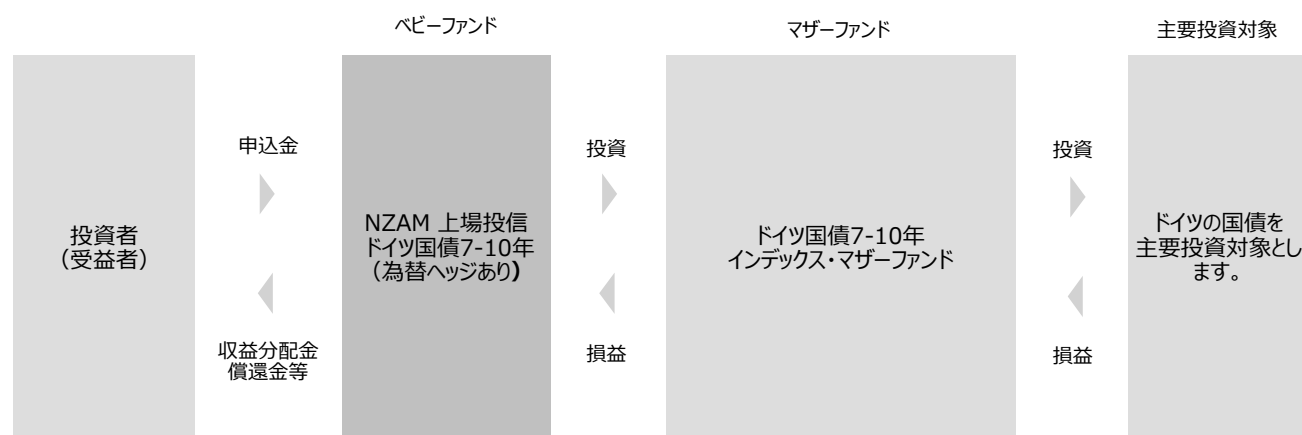 ベビーファンド
マザーファンド
主要投資対象
投資者
(受益者)
申込金
収益分配金
償還金等
NZAM 上場投信
ドイツ国債7-10年
(為替ヘッジあり)
投資
損益
ドイツ国債7-10年
インデックス・マザーファンド
投資
損益
ドイツの国債を
主要投資対象とし
ます。